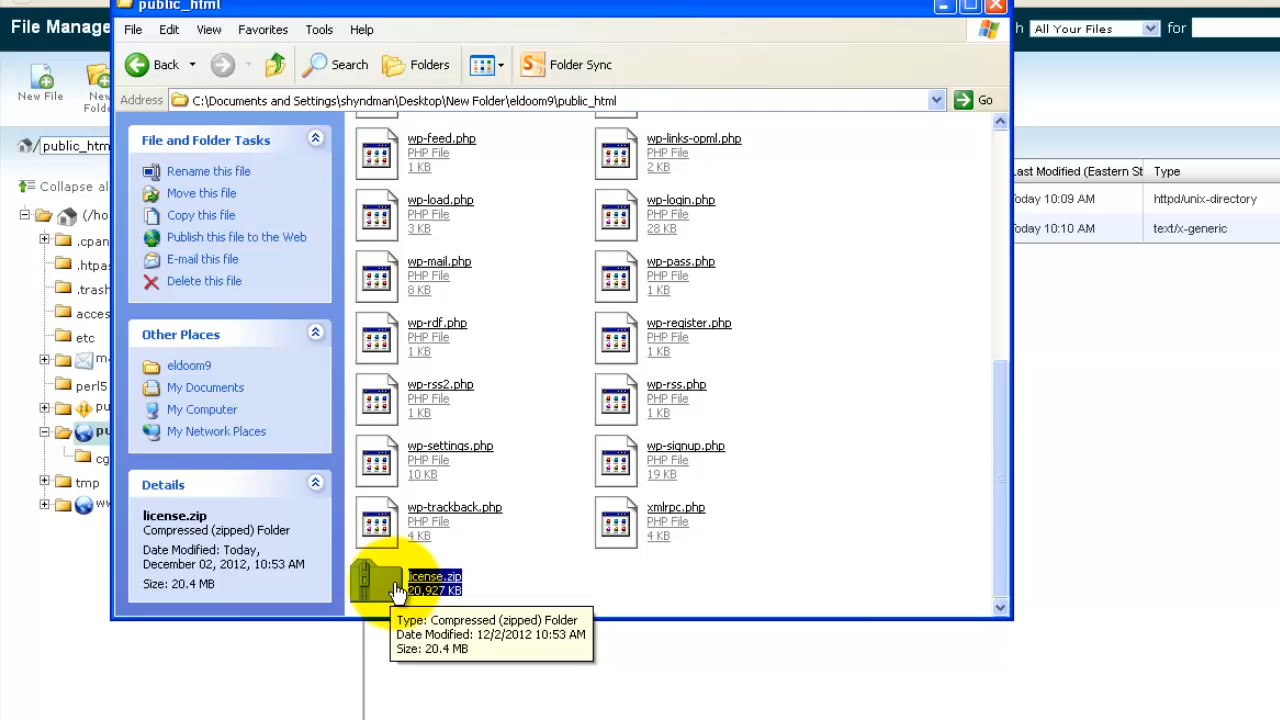 File Manage
New File
New
Folde
public_htm
Collapse al
(/ho
.cpan
.htpas
.trash
acces
etc
ma
perl5
pu
pu
cg
tmp
ww
public_html
File Edit View Favorites Tools Help
Back Search Folders Folder Sync
Address C:\Documents and Settings\shyndman\Desktop\New Folder\eldoom9\public_html Go
File and Folder Tasks
Rename this file
Move this file
Copy this file
Publish this file to the Web
E-mail this file
Delete this file
Other Places
eldoom9
My Documents
My Computer
My Network Places
Details
license.zip
Compressed (zipped) Folder
Date Modified: Today,
December 02, 2012, 10:53 AM
Size: 20.4 MB
wp-feed.php
PHP File
1 KB
wp-links-opml.php
PHP File
2 KB
wp-load.php
PHP File
3 KB
wp-login.php
PHP File
28 KB
wp-mail.php
PHP File
8 KB
wp-pass.php
PHP File
1 KB
wp-rdf.php
PHP File
1 KB
wp-register.php
PHP File
1 KB
wp-rss2.php
PHP File
1 KB
wp-rss.php
PHP File
1 KB
wp-settings.php
PHP File
10 KB
wp-signup.php
PHP File
19 KB
wp-trackback.php
PHP File
4 KB
xmlrpc.php
PHP File
4 KB
license.zip
20,927 KB
Type: Compressed (zipped) Folder
Date Modified: 12/2/2012 10:53 AM
Size: 20.4 MB
h All Your Files for
Last Modified (Eastern St Type
Today 10:09 AM httpd/unix-directory
Today 10:10 AM text/x-generic